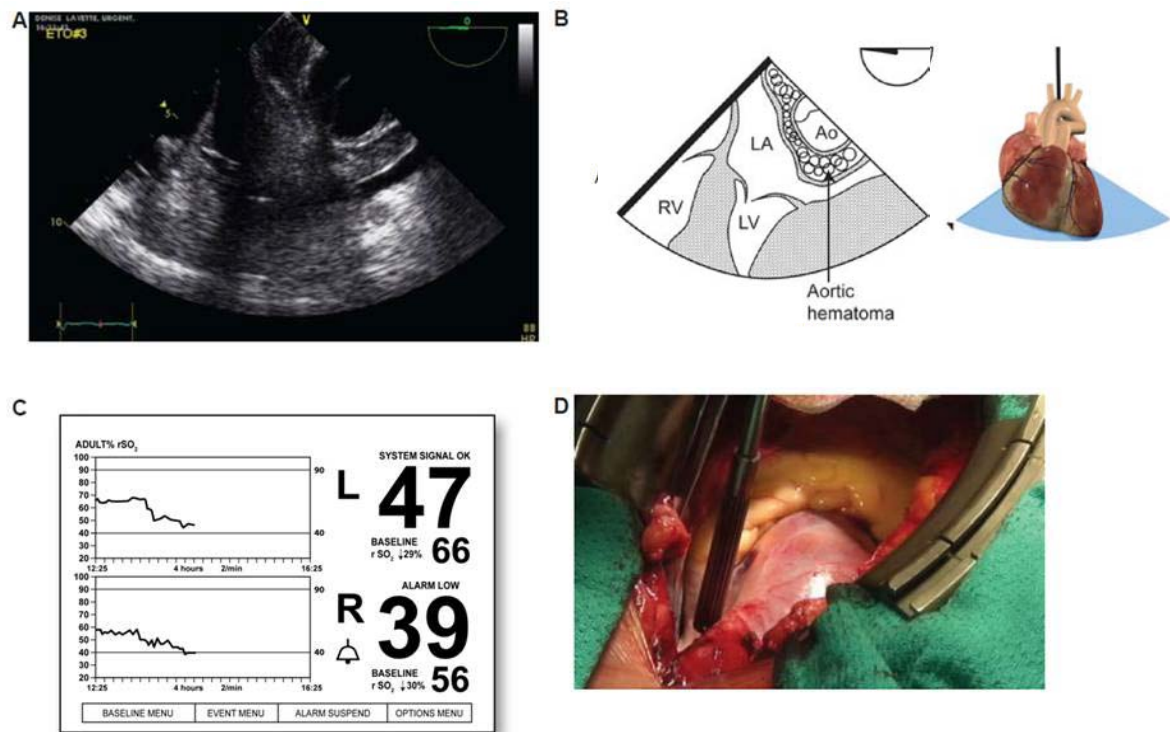 A
DENISE LAYETTE, URGENT,
ETO#3
V
0
5
10
88
HR
B
Ao
LA
RV
LV
Aortic
hematoma
C
ADULT% rSO₂
100
90
80
70
60
50
40
30
20
90
40
12:25
4 hours
2/min
16:25
SYSTEM SIGNAL OK
L
47
BASELINE
r SO₂ ↓29%
66
100
90
80
70
60
50
40
30
20
90
40
12:25
4 hours
2/min
16:25
ALARM LOW
R
39
BASELINE
r SO₂ ↓30%
56
BASELINE MENU
EVENT MENU
ALARM SUSPEND
OPTIONS MENU
D